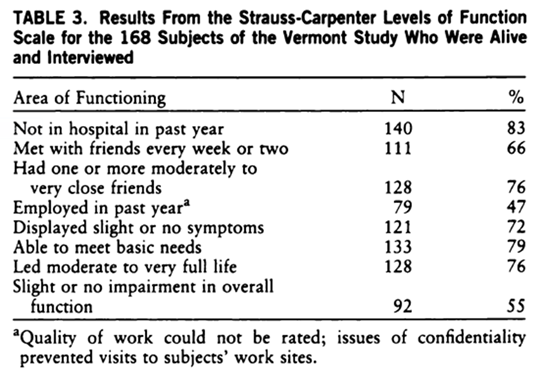 TABLE 3. Results From the Strauss-Carpenter Levels of Function
Scale for the 168 Subjects of the Vermont Study Who Were Alive
and Interviewed
Area of Functioning N %
Not in hospital in past year 140 83
Met with friends every week or two 111 66
Had one or more moderately to
very close friends 128 76
Employed in past yearᵃ 79 47
Displayed slight or no symptoms 121 72
Able to meet basic needs 133 79
Led moderate to very full life 128 76
Slight or no impairment in overall
function 92 55
ᵃQuality of work could not be rated; issues of confidentiality
prevented visits to subjects' work sites.